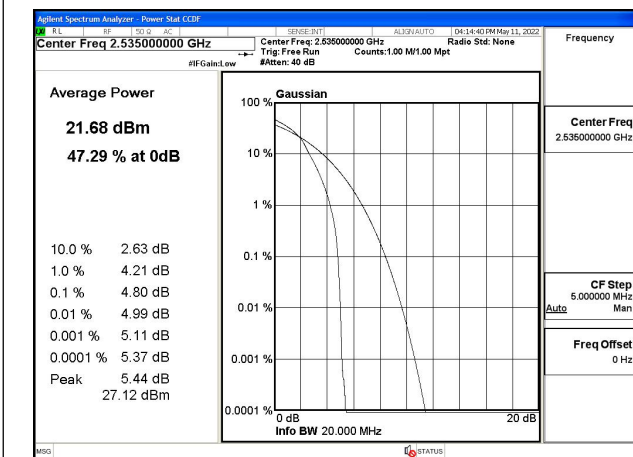 Agilent Spectrum Analyzer - Power Stat CCDF
RL RF 50 Ω AC SENSE:INT ALIGN AUTO 04:14:40 PM May 11, 2022
Center Freq 2.535000000 GHz
Center Freq: 2.535000000 GHz Radio Std: None
Trig: Free Run Counts:1.00 M/1.00 Mpt
#IFGain:Low #Atten: 40 dB
Frequency
Average Power
21.68 dBm
47.29 % at 0dB
10.0 % 2.63 dB
1.0 % 4.21 dB
0.1 % 4.80 dB
0.01 % 4.99 dB
0.001 % 5.11 dB
0.0001 % 5.37 dB
Peak 5.44 dB
27.12 dBm
Gaussian
100 %
10 %
1 %
0.1 %
0.01 %
0.001 %
0.0001 %
0 dB 20 dB
Info BW 20.000 MHz
Center Freq
2.535000000 GHz
CF Step
5.000000 MHz
Auto Man
Freq Offset
0 Hz
MSG STATUS